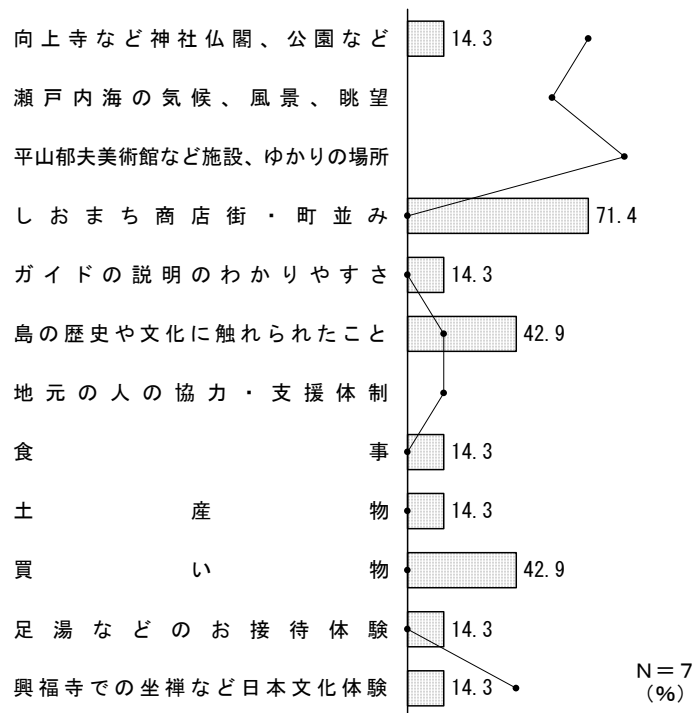 向上寺など神社仏閣、公園など 14.3
瀬戸内海の気候、風景、眺望
平山郁夫美術館など施設、ゆかりの場所
しおまち商店街・町並み 71.4
ガイドの説明のわかりやすさ 14.3
島の歴史や文化に触れられたこと 42.9
地元の人の協力・支援体制
食事 14.3
土産物 14.3
買い物 42.9
足湯などのお接待体験 14.3
興福寺での坐禅など日本文化体験 14.3
N=7
(%)